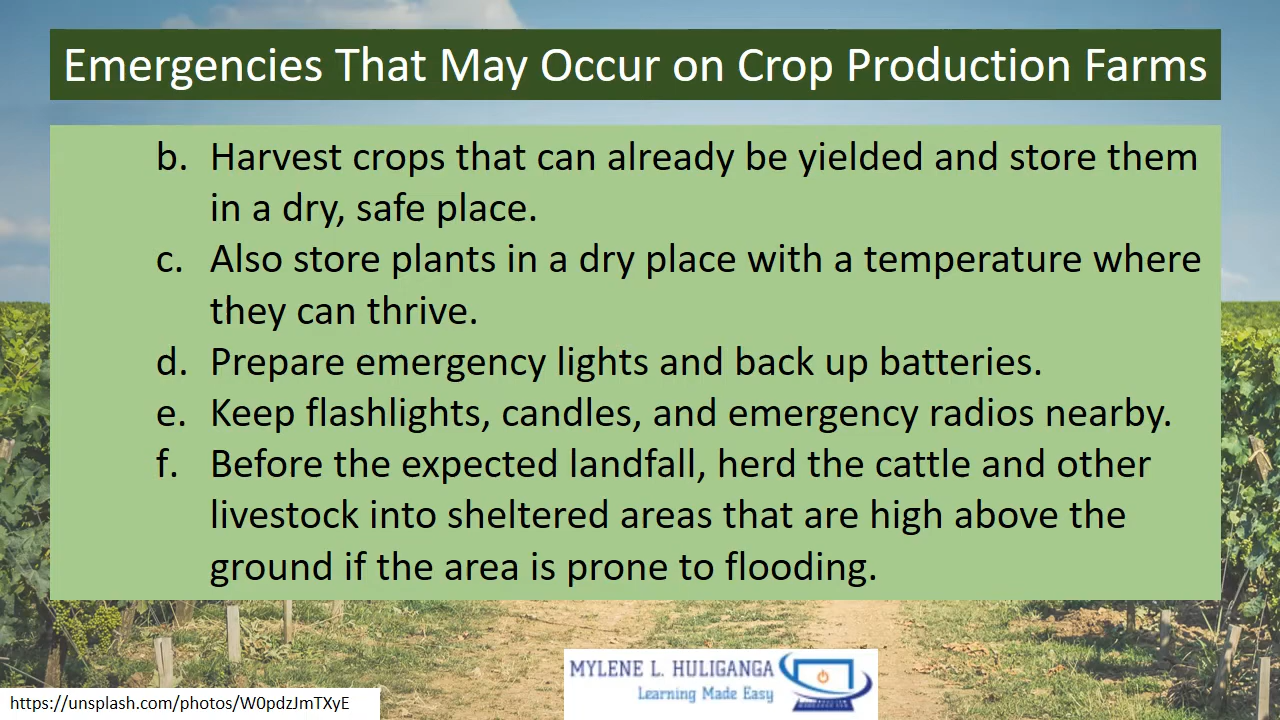 Emergencies That May Occur on Crop Production Farms
b. Harvest crops that can already be yielded and store them
in a dry, safe place.
c. Also store plants in a dry place with a temperature where
they can thrive.
d. Prepare emergency lights and back up batteries.
e. Keep flashlights, candles, and emergency radios nearby.
f. Before the expected landfall, herd the cattle and other
livestock into sheltered areas that are high above the
ground if the area is prone to flooding.
MYLENE L. HULIGANGA
Learning Made Easy
https://unsplash.com/photos/W0pdzJmTXyE